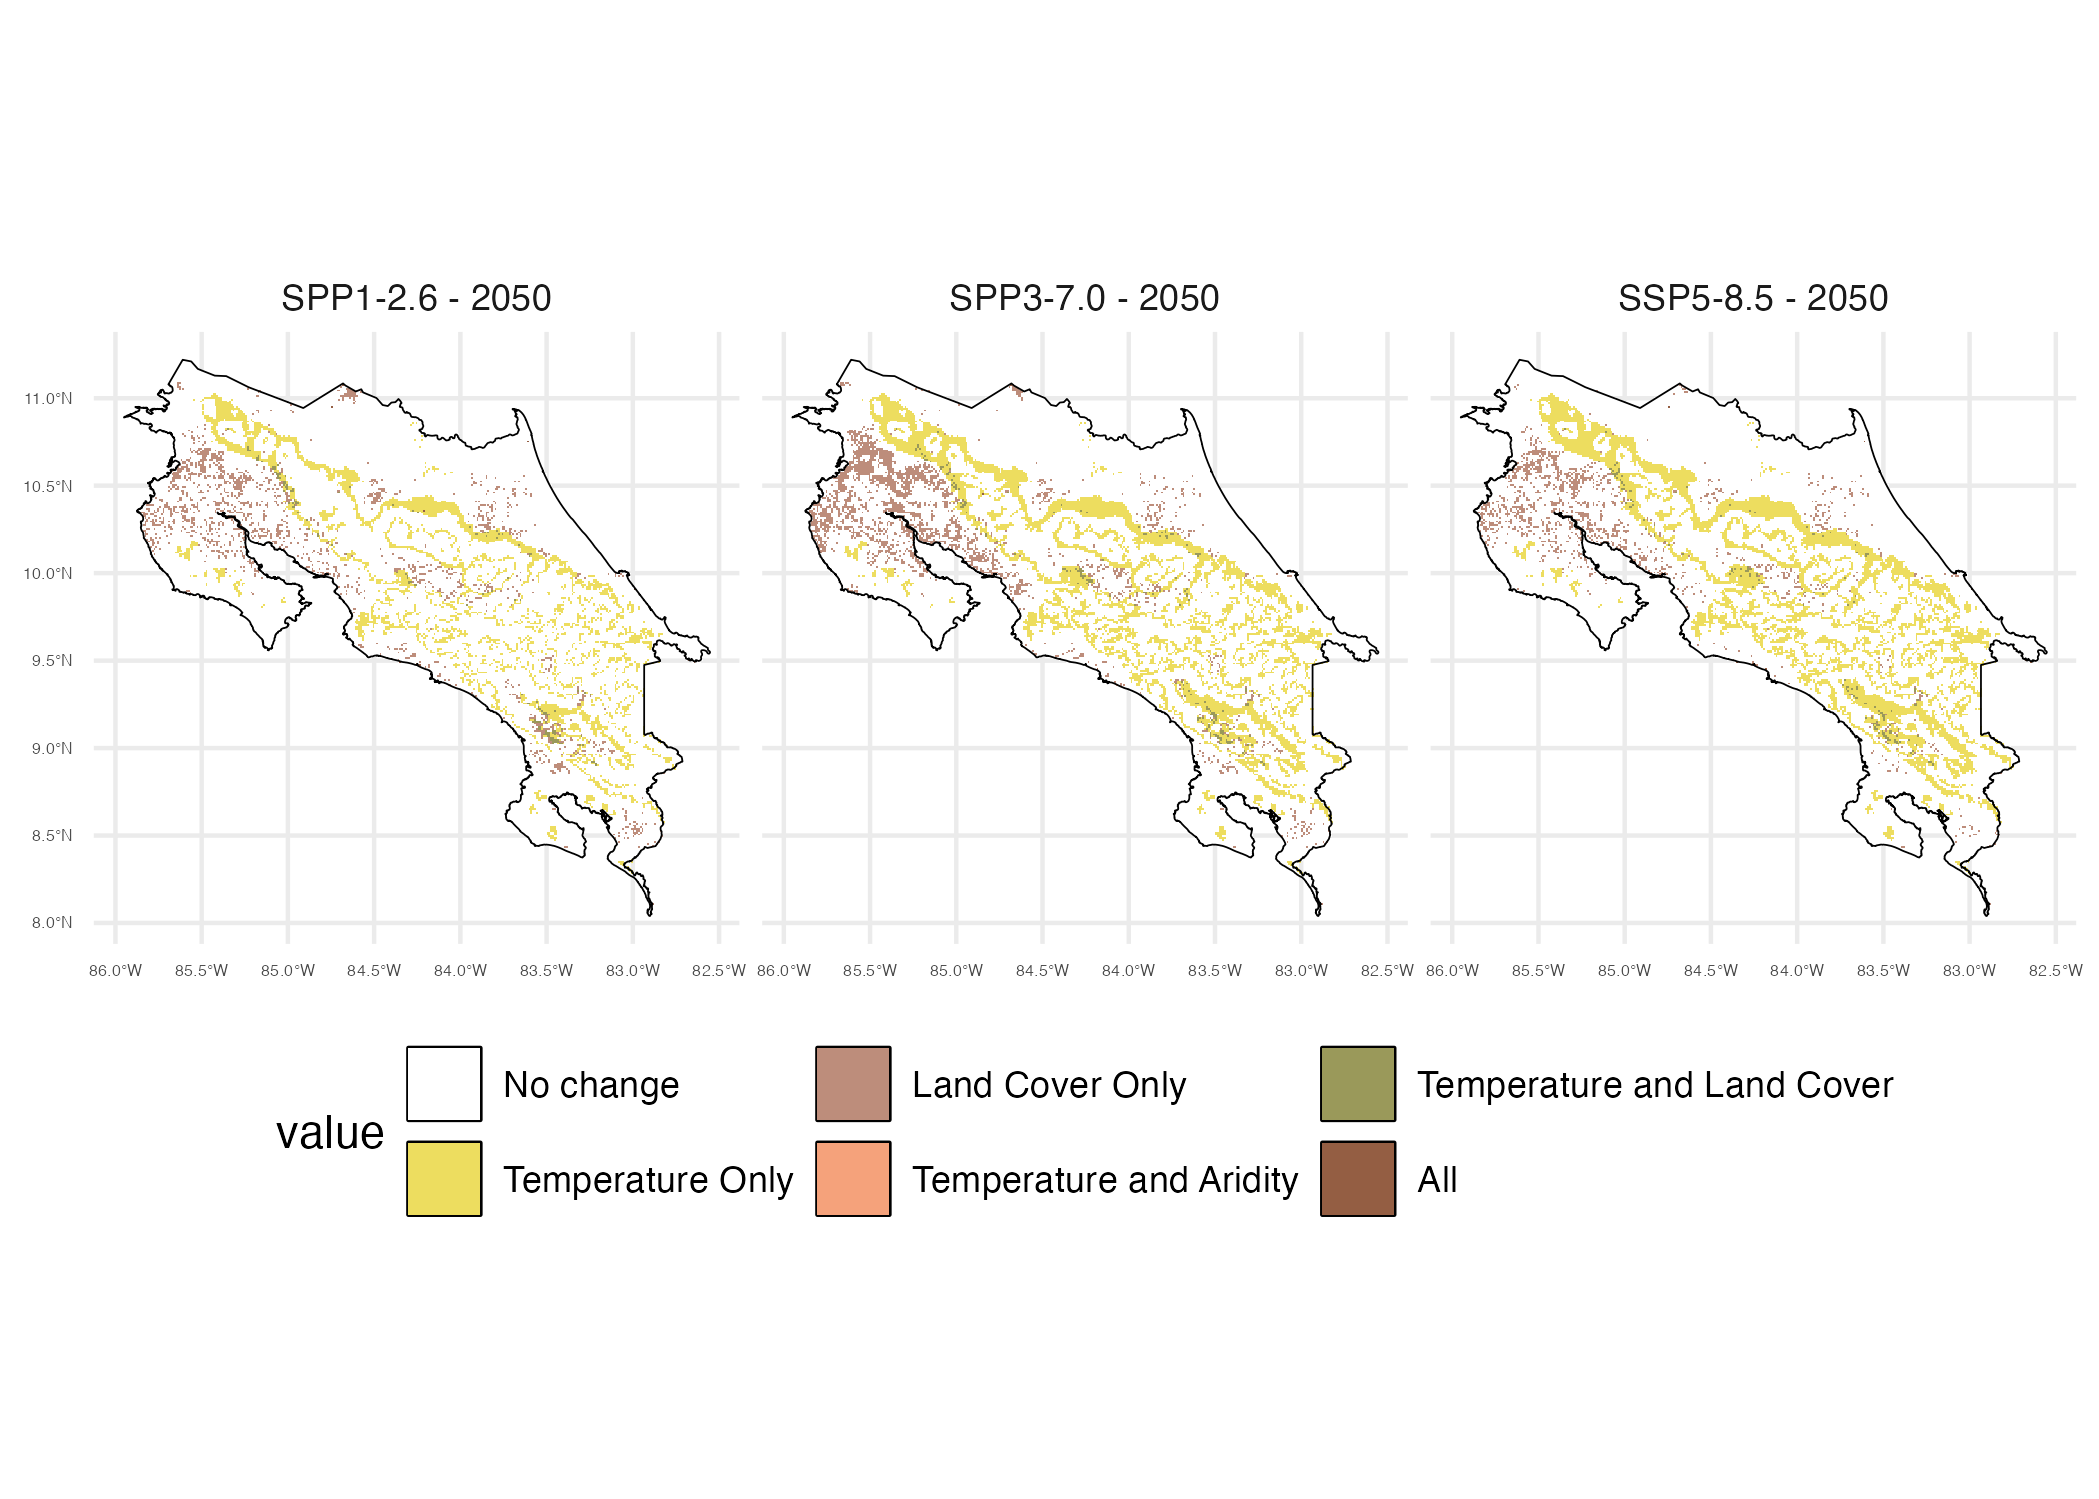 SPP1-2.6 - 2050 SPP3-7.0 - 2050 SSP5-8.5 - 2050
11.0°N
10.5°N
10.0°N
9.5°N
9.0°N
8.5°N
8.0°N
86.0°W 85.5°W 85.0°W 84.5°W 84.0°W 83.5°W 83.0°W 82.5°W 86.0°W 85.5°W 85.0°W 84.5°W 84.0°W 83.5°W 83.0°W 82.5°W 86.0°W 85.5°W 85.0°W 84.5°W 84.0°W 83.5°W 83.0°W 82.5°W
value
No change Land Cover Only Temperature and Land Cover
Temperature Only Temperature and Aridity All